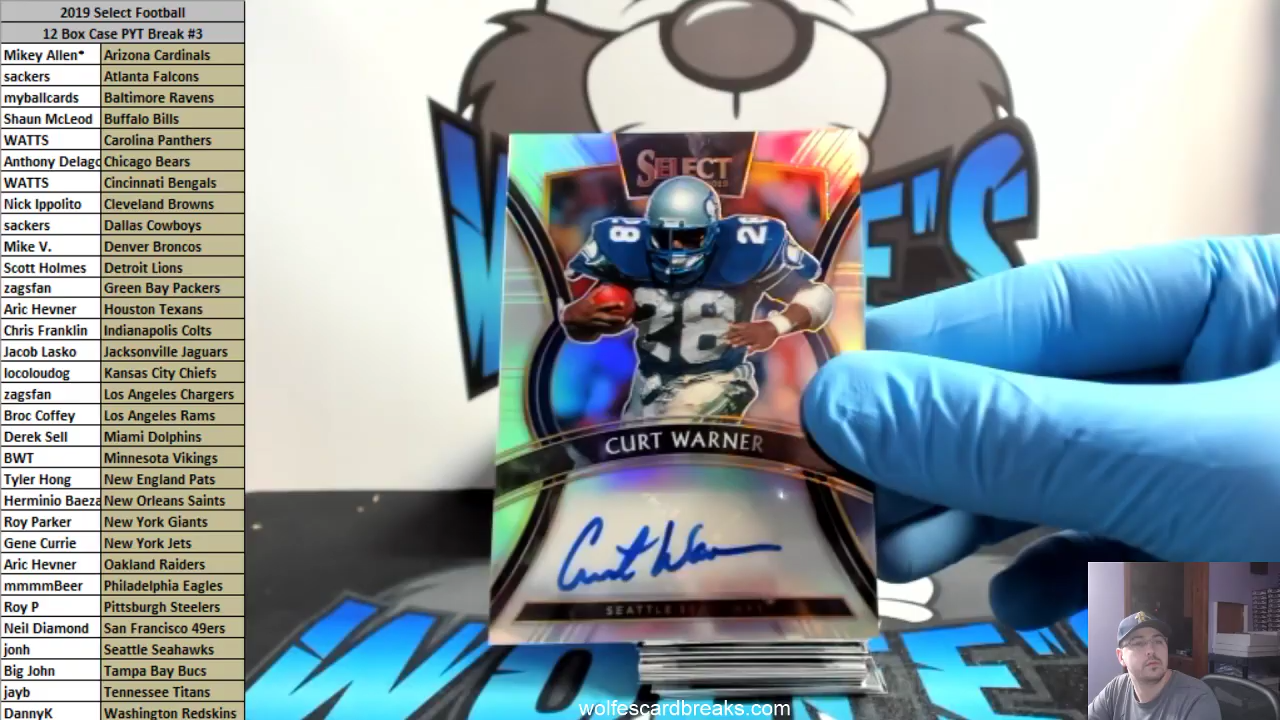 2019 Select Football
12 Box Case PYT Break #3
Mikey Allen* Arizona Cardinals
sackers Atlanta Falcons
myballcards Baltimore Ravens
Shaun McLeod Buffalo Bills
WATTS Carolina Panthers
Anthony Delago Chicago Bears
WATTS Cincinnati Bengals
Nick Ippolito Cleveland Browns
sackers Dallas Cowboys
Mike V. Denver Broncos
Scott Holmes Detroit Lions
zagsfan Green Bay Packers
Aric Hevner Houston Texans
Chris Franklin Indianapolis Colts
Jacob Lasko Jacksonville Jaguars
locoloudog Kansas City Chiefs
zagsfan Los Angeles Chargers
Broc Coffey Los Angeles Rams
Derek Sell Miami Dolphins
BWT Minnesota Vikings
Tyler Hong New England Pats
Herminio Baeza New Orleans Saints
Roy Parker New York Giants
Gene Currie New York Jets
Aric Hevner Oakland Raiders
mmmmBeer Philadelphia Eagles
Roy P Pittsburgh Steelers
Neil Diamond San Francisco 49ers
jonh Seattle Seahawks
Big John Tampa Bay Bucs
jayb Tennessee Titans
DannyK Washington Redskins
SELECT
28
28
28
CURT WARNER
Curt Warner
SEATTLE
wolfescardbreaks.com